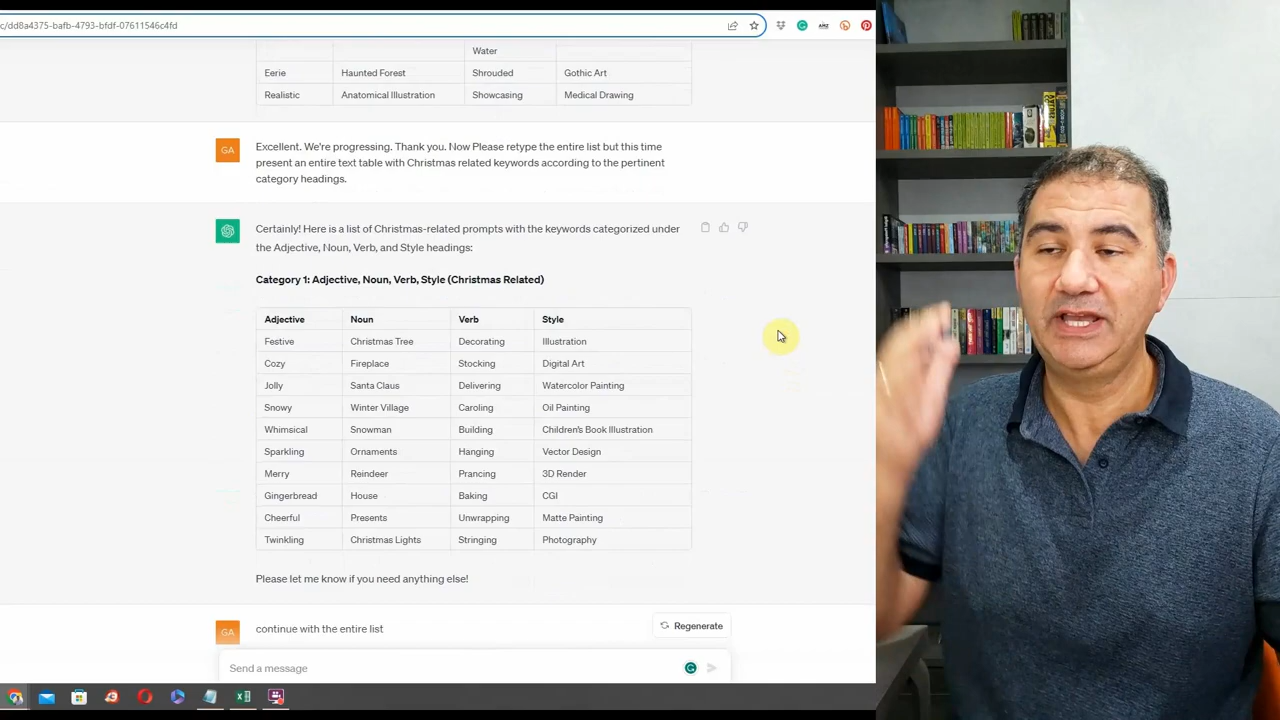 c/dd8a4375-bafb-4793-bfdf-07611546c4fd
Water
Eerie Haunted Forest Shrouded Gothic Art
Realistic Anatomical Illustration Showcasing Medical Drawing
GA
Excellent. We're progressing. Thank you. Now Please retype the entire list but this time
present an entire text table with Christmas related keywords according to the pertinent
category headings.
Certainly! Here is a list of Christmas-related prompts with the keywords categorized under
the Adjective, Noun, Verb, and Style headings:
Category 1: Adjective, Noun, Verb, Style (Christmas Related)
Adjective Noun Verb Style
Festive Christmas Tree Decorating Illustration
Cozy Fireplace Stocking Digital Art
Jolly Santa Claus Delivering Watercolor Painting
Snowy Winter Village Caroling Oil Painting
Whimsical Snowman Building Children's Book Illustration
Sparkling Ornaments Hanging Vector Design
Merry Reindeer Prancing 3D Render
Gingerbread House Baking CGI
Cheerful Presents Unwrapping Matte Painting
Twinkling Christmas Lights Stringing Photography
Please let me know if you need anything else!
Regenerate
GA
continue with the entire list
Send a message